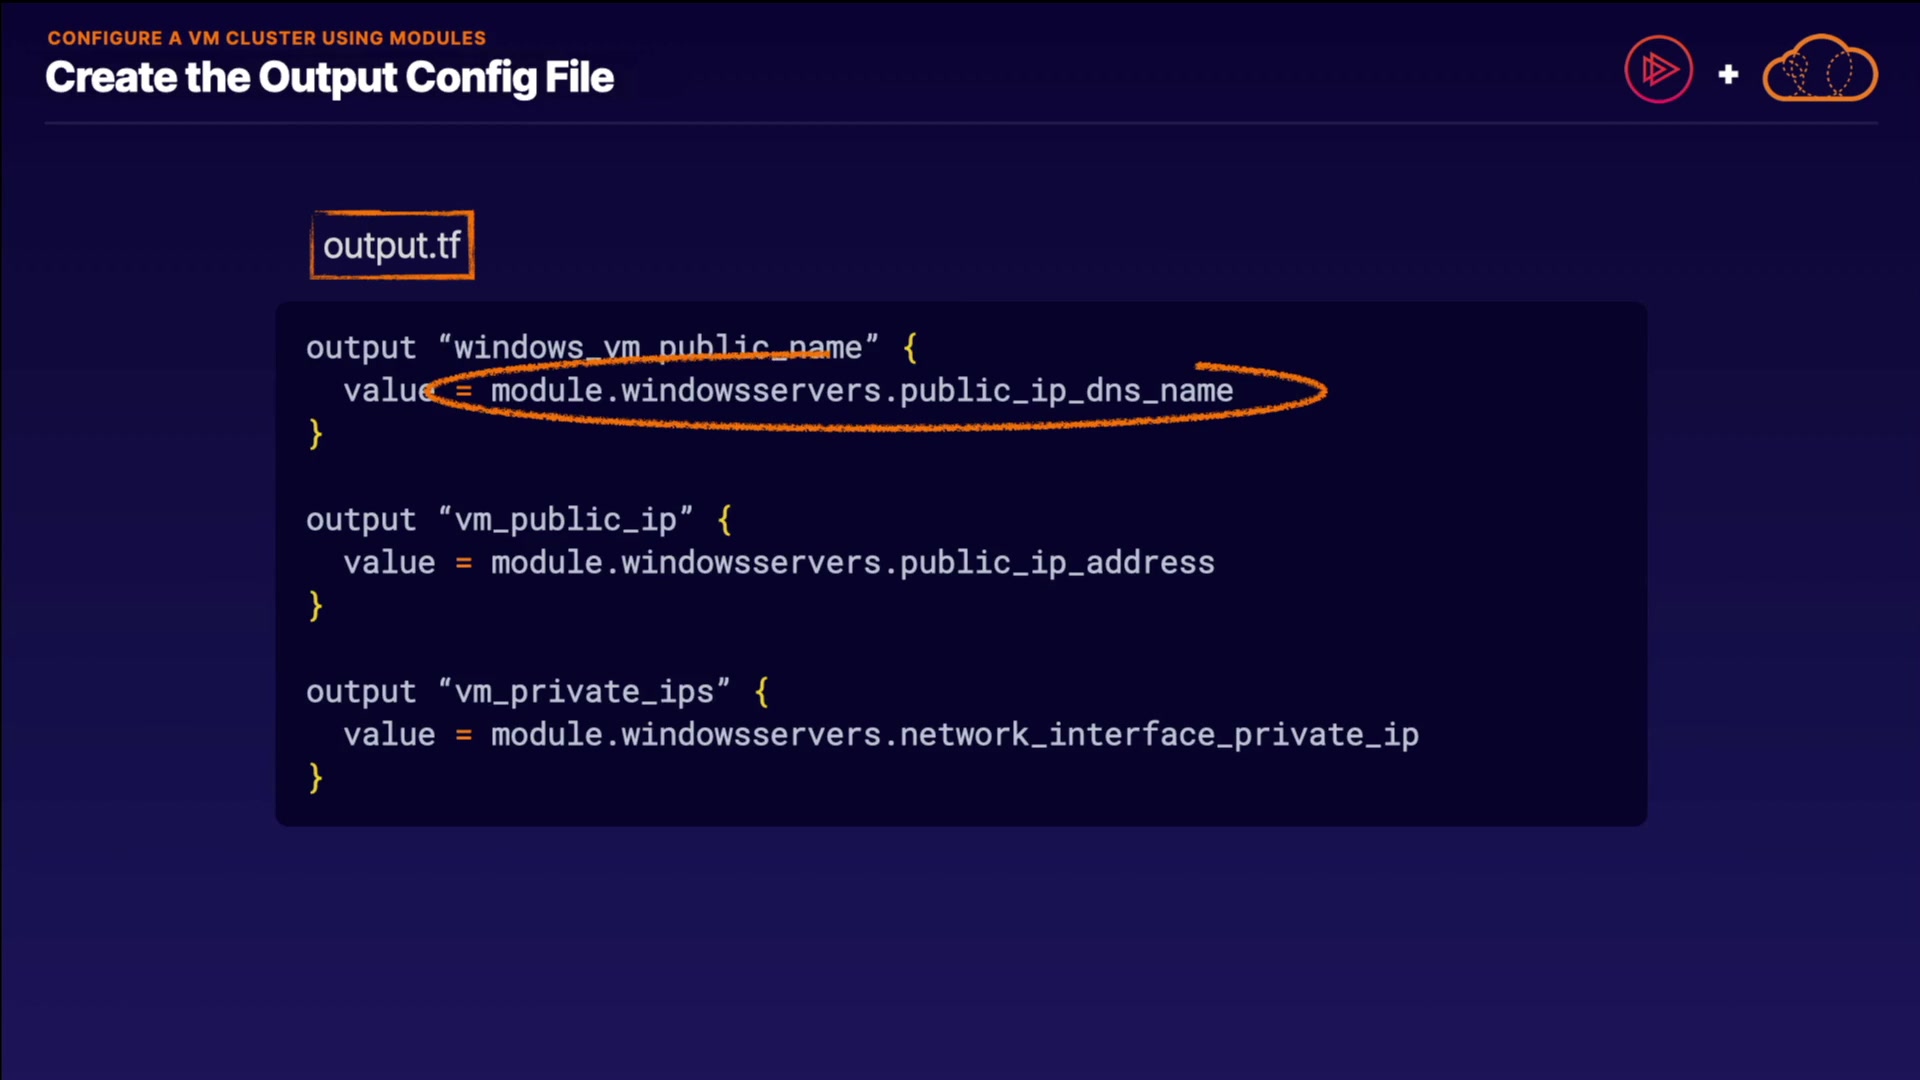 CONFIGURE A VM CLUSTER USING MODULES
Create the Output Config File
+
output.tf
output “windows_vm_public_name” {
  value = module.windowsservers.public_ip_dns_name
}
output “vm_public_ip” {
  value = module.windowsservers.public_ip_address
}
output “vm_private_ips” {
  value = module.windowsservers.network_interface_private_ip
}